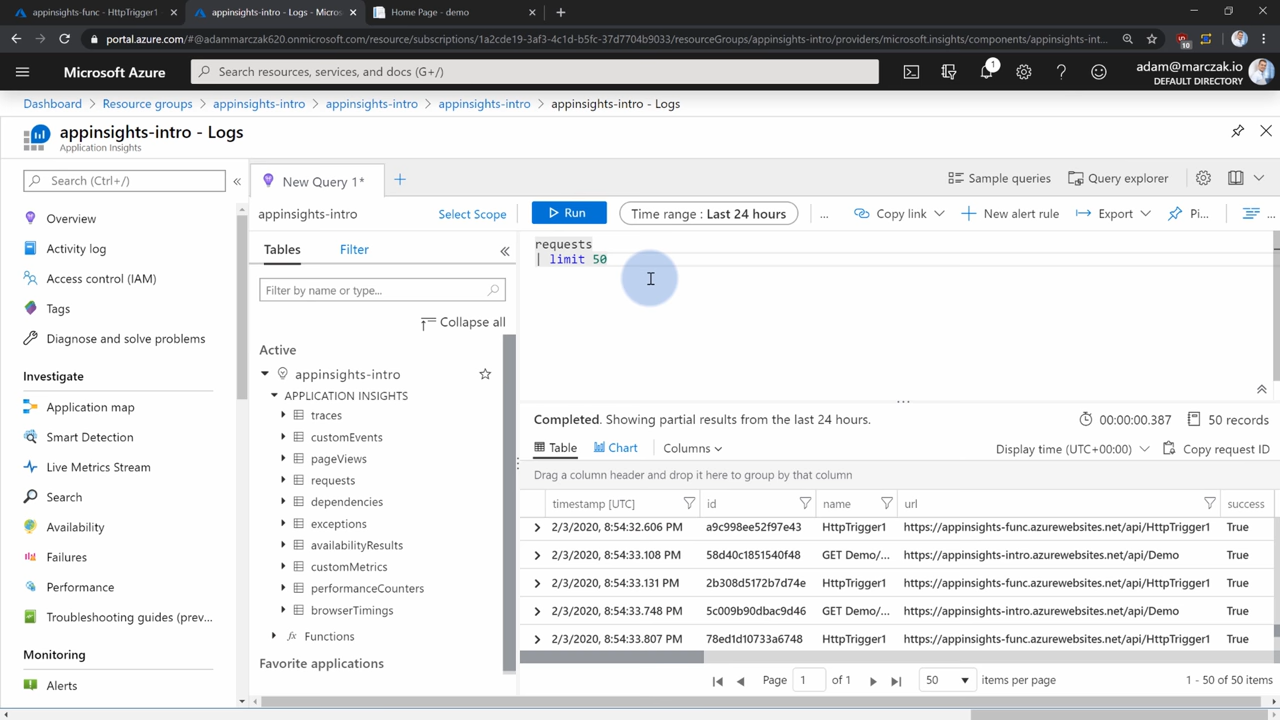 appinsights-func - HttpTrigger1
appinsights-intro - Logs - Micros
Home Page - demo
portal.azure.com/#@adammarczak620.onmicrosoft.com/resource/subscriptions/1a2cde19-3af3-4c1d-b5fc-37d7704b9033/resourceGroups/appinsights-intro/providers/microsoft.insights/components/appinsights-int...
10
Microsoft Azure
Search resources, services, and docs (G+/)
1
adam@marczak.io
DEFAULT DIRECTORY
Dashboard > Resource groups > appinsights-intro > appinsights-intro > appinsights-intro > appinsights-intro - Logs
appinsights-intro - Logs
Application Insights
Search (Ctrl+/)
Overview
Activity log
Access control (IAM)
Tags
Diagnose and solve problems
Investigate
Application map
Smart Detection
Live Metrics Stream
Search
Availability
Failures
Performance
Troubleshooting guides (prev...
Monitoring
Alerts
New Query 1*
Sample queries
Query explorer
appinsights-intro
Select Scope
Run
Time range : Last 24 hours
...
Copy link
New alert rule
Export
Pi...
Tables
Filter
Filter by name or type...
Collapse all
Active
appinsights-intro
APPLICATION INSIGHTS
traces
customEvents
pageViews
requests
dependencies
exceptions
availabilityResults
customMetrics
performanceCounters
browserTimings
fx Functions
Favorite applications
requests
| limit 50
Completed. Showing partial results from the last 24 hours.
00:00:00.387
50 records
Table
Chart
Columns
Display time (UTC+00:00)
Copy request ID
Drag a column header and drop it here to group by that column
timestamp [UTC] id name url success
2/3/2020, 8:54:32.606 PM a9c998ee52f97e43 HttpTrigger1 https://appinsights-func.azurewebsites.net/api/HttpTrigger1 True
2/3/2020, 8:54:33.108 PM 58d40c1851540f48 GET Demo/... https://appinsights-intro.azurewebsites.net/api/Demo True
2/3/2020, 8:54:33.131 PM 2b308d5172b7d74e HttpTrigger1 https://appinsights-func.azurewebsites.net/api/HttpTrigger1 True
2/3/2020, 8:54:33.748 PM 5c009b90dbac9d46 GET Demo/... https://appinsights-intro.azurewebsites.net/api/Demo True
2/3/2020, 8:54:33.807 PM 78ed1d10733a6748 HttpTrigger1 https://appinsights-func.azurewebsites.net/api/HttpTrigger1 True
Page 1 of 1
50 items per page
1 - 50 of 50 items